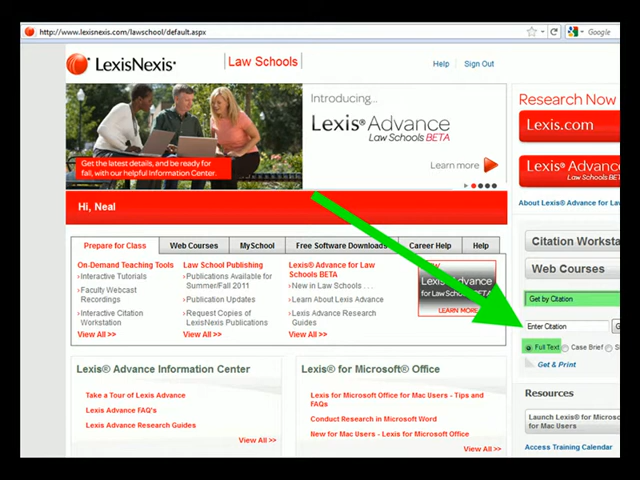 http://www.lexisnexis.com/lawschool/default.aspx
Google
LexisNexis®
Law Schools
Help
Sign Out
Get the latest details, and be ready for
fall, with our helpful Information Center.
Introducing...
Lexis® Advance
Law Schools BETA
Learn more
Research Now
Lexis.com
Lexis® Advance
Law Schools BETA
About Lexis® Advance for
Hi, Neal
Prepare for Class
Web Courses
MySchool
Free Software Downloads
Career Help
Help
On-Demand Teaching Tools
Interactive Tutorials
Faculty Webcast
Recordings
Interactive Citation
Workstation
View All >>
Law School Publishing
Publications Available for
Summer/Fall 2011
Publication Updates
Request Copies of
LexisNexis Publications
View All >>
Lexis® Advance for Law
Schools BETA
New in Law Schools . . .
Learn About Lexis Advance
Lexis Advance Research
Guides
View All >>
Lexis Advance
for Law Schools BETA
LEARN MORE
Citation Worksta
Web Courses
Get by Citation
Enter Citation
G
Full Text
Case Brief
S
Get & Print
Resources
Launch Lexis® for Microso
for Mac Users
Access Training Calendar
Lexis® Advance Information Center
Take a Tour of Lexis Advance
Lexis Advance FAQ's
Lexis Advance Research Guides
View All >>
Lexis® for Microsoft® Office
Lexis for Microsoft Office for Mac Users - Tips and
FAQs
Conduct Research in Microsoft Word
New for Mac Users - Lexis for Microsoft Office
View All >>